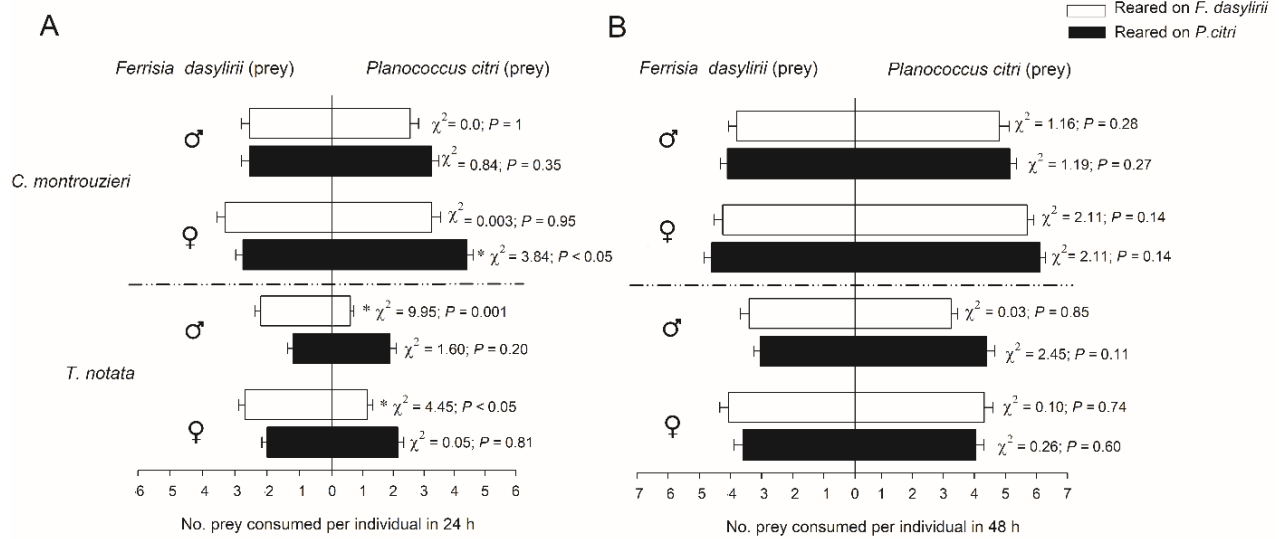 A
B
Reared on F. dasylirii
Reared on P.citri
Ferrisia dasylirii (prey) Planococcus citri (prey)
Ferrisia dasylirii (prey) Planococcus citri (prey)
C. montrouzieri
T. notata
♂
χ² = 0.0; P = 1
χ² = 0.84; P = 0.35
♀
χ² = 0.003; P = 0.95
* χ² = 3.84; P < 0.05
♂
* χ² = 9.95; P = 0.001
χ² = 1.60; P = 0.20
♀
* χ² = 4.45; P < 0.05
χ² = 0.05; P = 0.81
-6 5 4 3 -2 1 0 1 2 3 4 5 6
No. prey consumed per individual in 24 h
♂
χ² = 1.16; P = 0.28
χ² = 1.19; P = 0.27
♀
χ² = 2.11; P = 0.14
χ² = 2.11; P = 0.14
♂
χ² = 0.03; P = 0.85
χ² = 2.45; P = 0.11
♀
χ² = 0.10; P = 0.74
χ² = 0.26; P = 0.60
7 6 5 -4 3 2 1 0 1 2 3 4 5 6 7
No. prey consumed per individual in 48 h